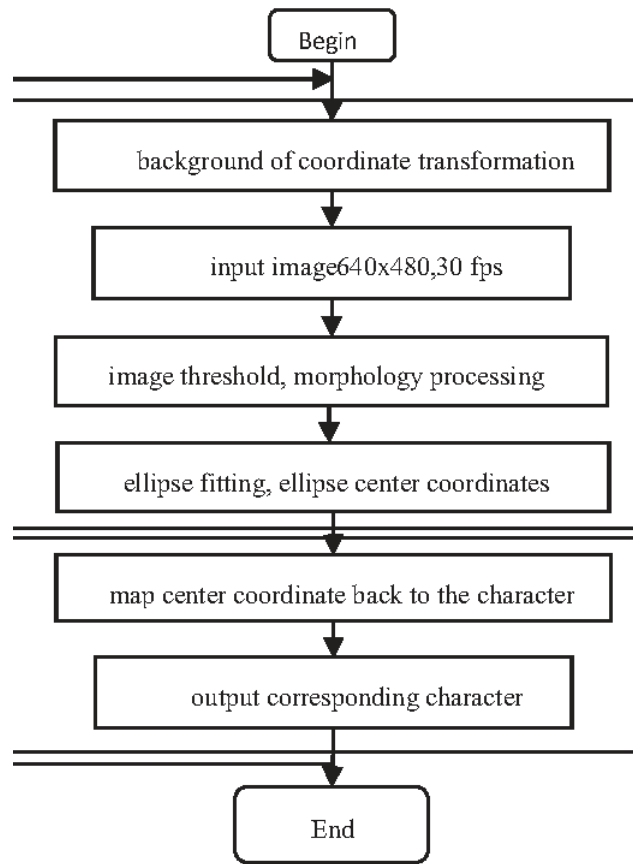 Begin
background of coordinate transformation
input image640x480,30 fps
image threshold, morphology processing
ellipse fitting, ellipse center coordinates
map center coordinate back to the character
output corresponding character
End